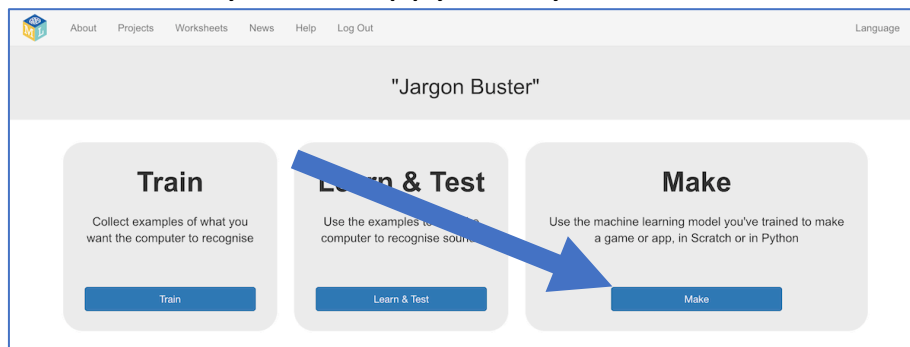 About Projects Worksheets News Help Log Out Language
"Jargon Buster"
Train
Collect examples of what you
want the computer to recognise
Train
Learn & Test
Use the examples to
computer to recognise
Learn & Test
Make
Use the machine learning model you've trained to make
a game or app, in Scratch or in Python
Make